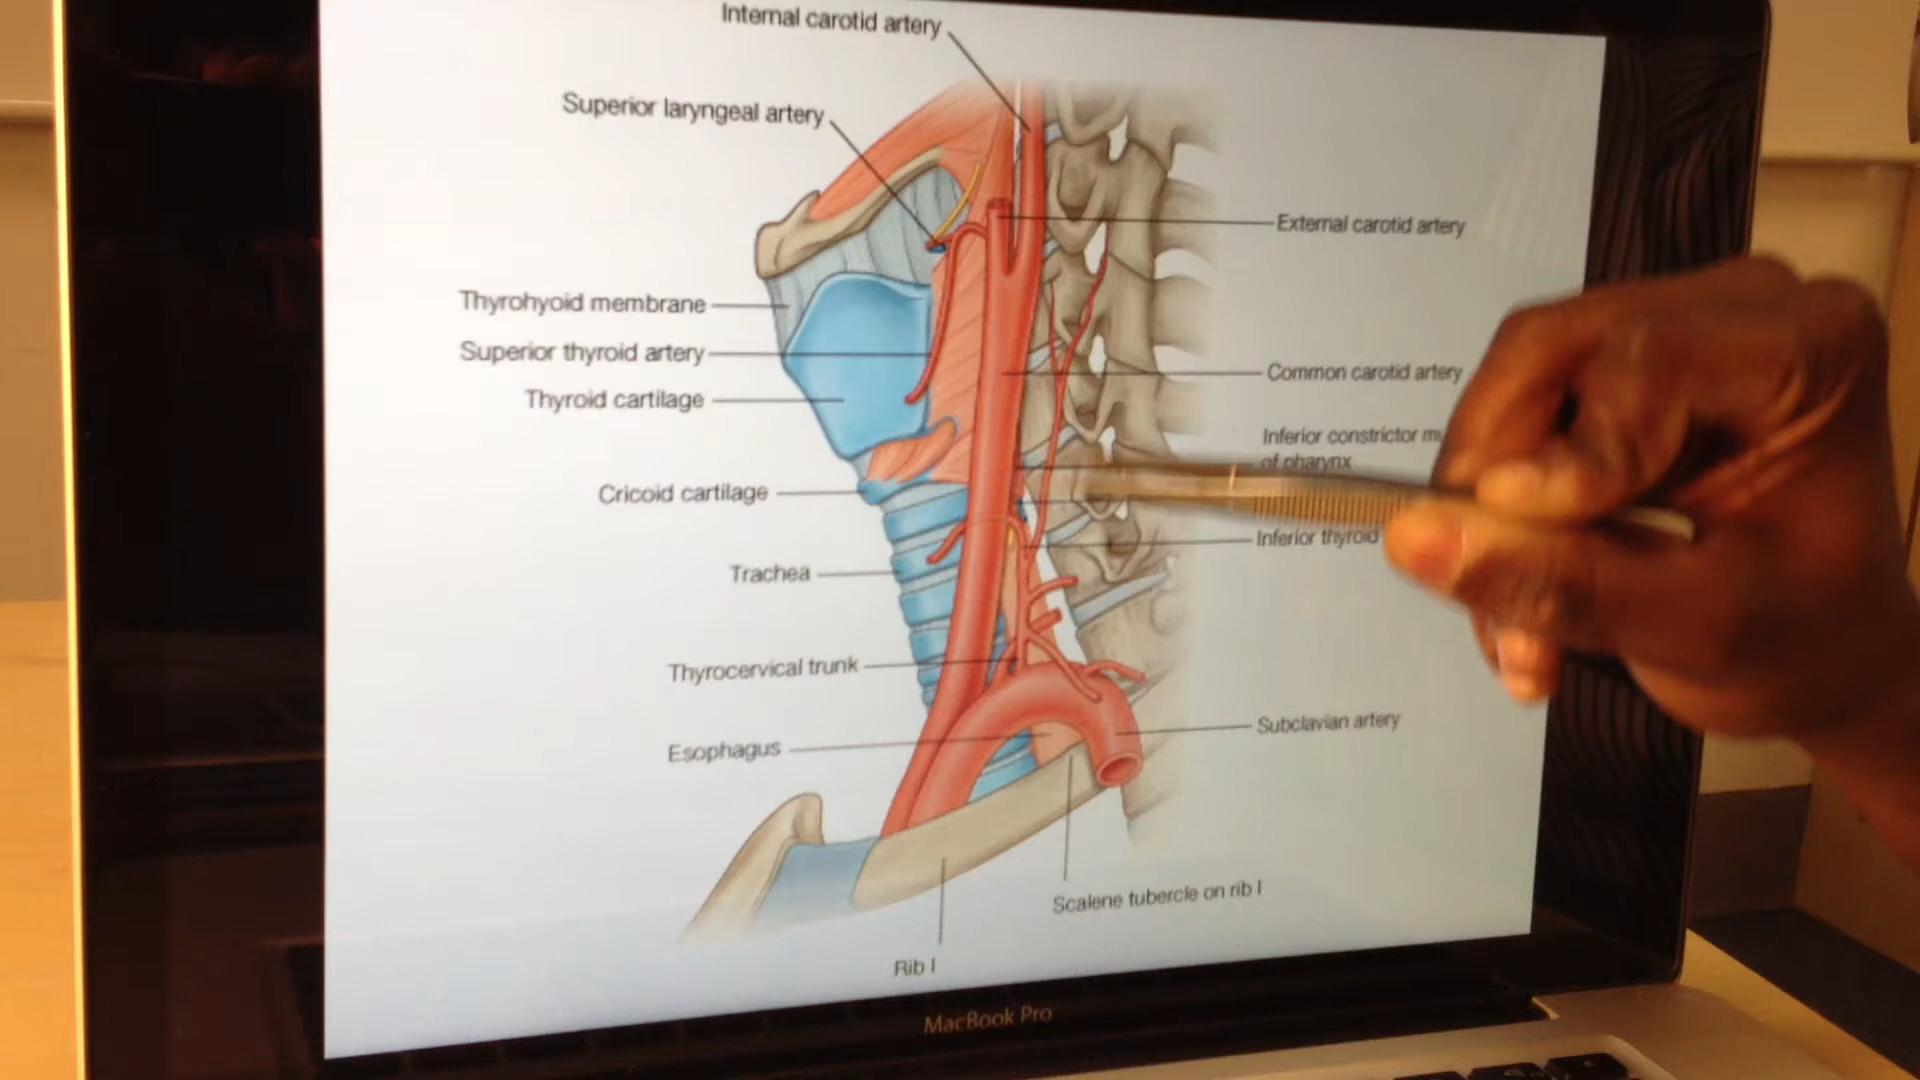 Internal carotid artery
Superior laryngeal artery
External carotid artery
Thyrohyoid membrane
Superior thyroid artery
Common carotid artery
Thyroid cartilage
Inferior constrictor
of pharynx
Cricoid cartilage
Inferior thyroid
Trachea
Thyrocervical trunk
Subclavian artery
Esophagus
Scalene tubercle on rib I
Rib I
MacBook Pro